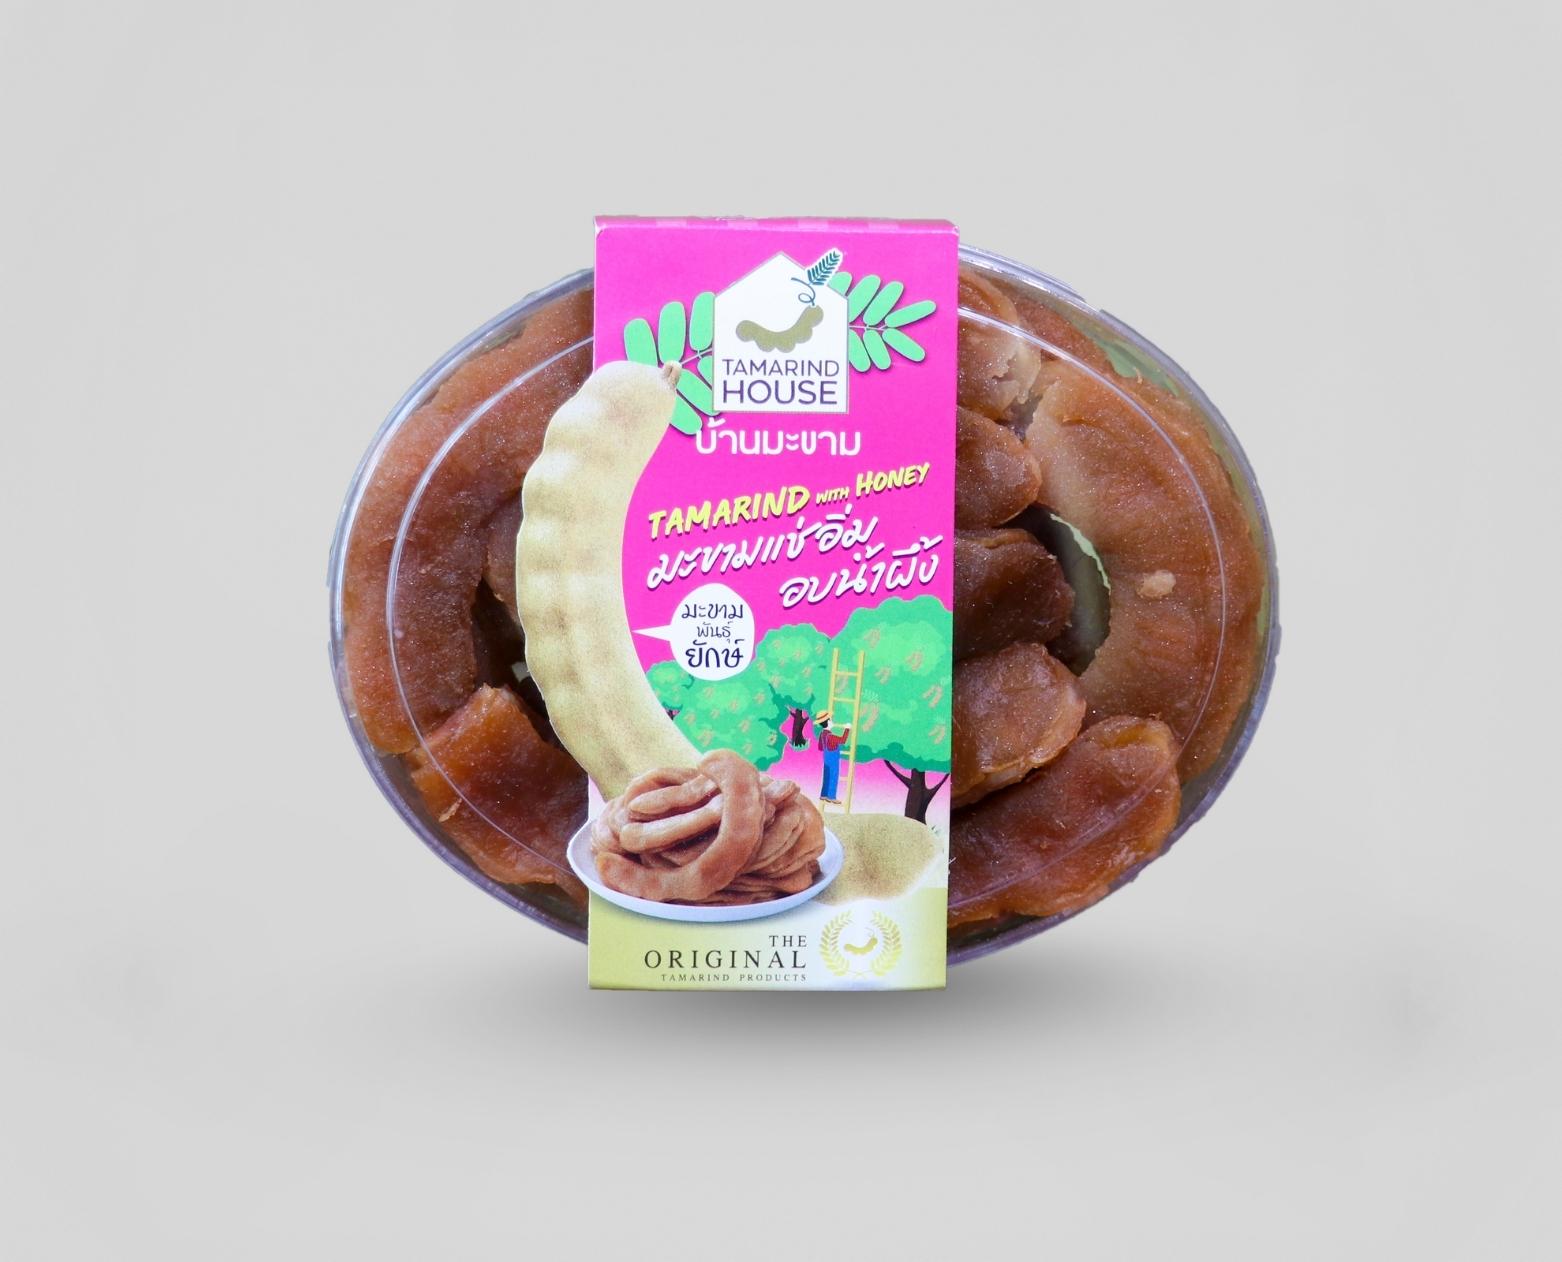 TAMARIND
HOUSE
บ้านมะขาม
TAMARIND WITH HONEY
มะขามแช่อิ่ม
อบน้ำผึ้ง
มะขาม
พันธุ์
ยักษ์
THE
ORIGINAL
TAMARIND PRODUCTS